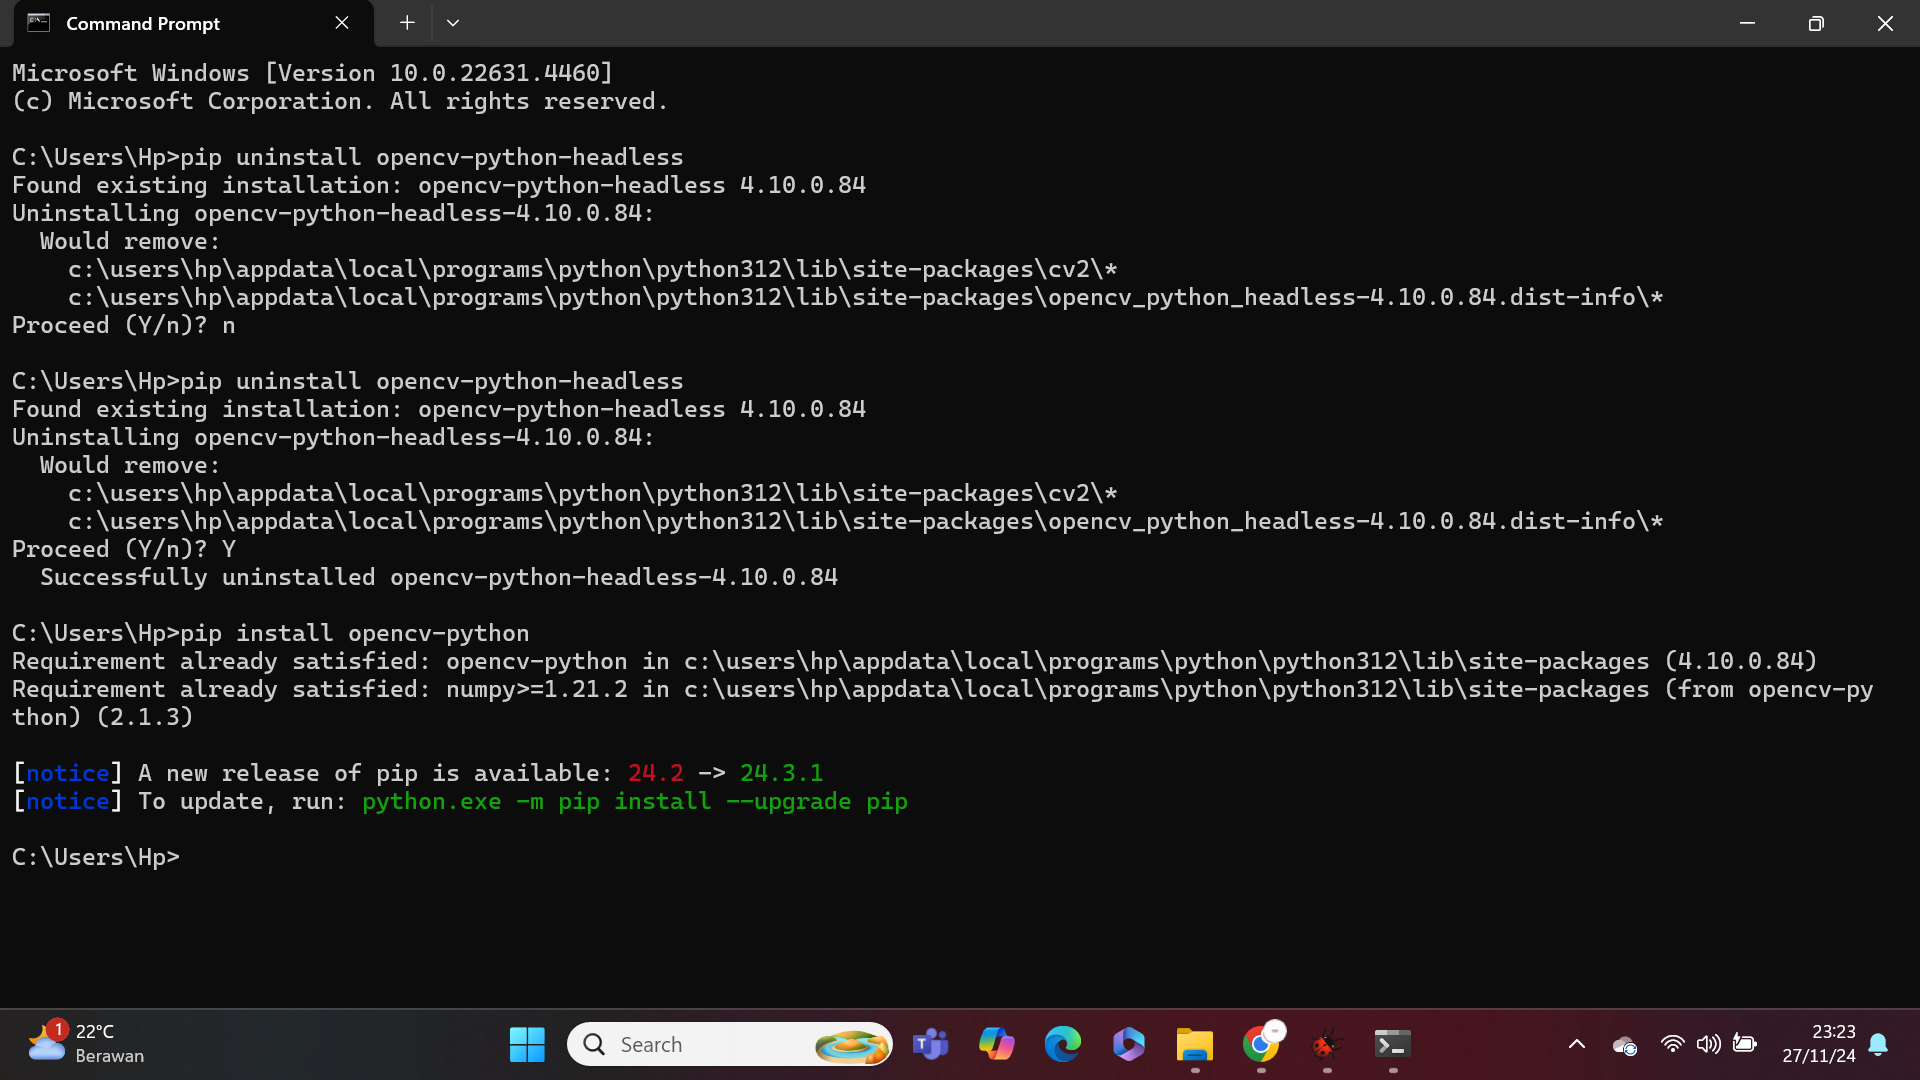 Command Prompt
Microsoft Windows [Version 10.0.22631.4460]
(c) Microsoft Corporation. All rights reserved.
C:\Users\Hp>pip uninstall opencv-python-headless
Found existing installation: opencv-python-headless 4.10.0.84
Uninstalling opencv-python-headless-4.10.0.84:
  Would remove:
    c:\users\hp\appdata\local\programs\python\python312\lib\site-packages\cv2\*
    c:\users\hp\appdata\local\programs\python\python312\lib\site-packages\opencv_python_headless-4.10.0.84.dist-info\*
Proceed (Y/n)? n
C:\Users\Hp>pip uninstall opencv-python-headless
Found existing installation: opencv-python-headless 4.10.0.84
Uninstalling opencv-python-headless-4.10.0.84:
  Would remove:
    c:\users\hp\appdata\local\programs\python\python312\lib\site-packages\cv2\*
    c:\users\hp\appdata\local\programs\python\python312\lib\site-packages\opencv_python_headless-4.10.0.84.dist-info\*
Proceed (Y/n)? Y
  Successfully uninstalled opencv-python-headless-4.10.0.84
C:\Users\Hp>pip install opencv-python
Requirement already satisfied: opencv-python in c:\users\hp\appdata\local\programs\python\python312\lib\site-packages (4.10.0.84)
Requirement already satisfied: numpy>=1.21.2 in c:\users\hp\appdata\local\programs\python\python312\lib\site-packages (from opencv-py
thon) (2.1.3)
[notice] A new release of pip is available: 24.2 -> 24.3.1
[notice] To update, run: python.exe -m pip install --upgrade pip
C:\Users\Hp>
1
22°C
Berawan
Search
23:23
27/11/24